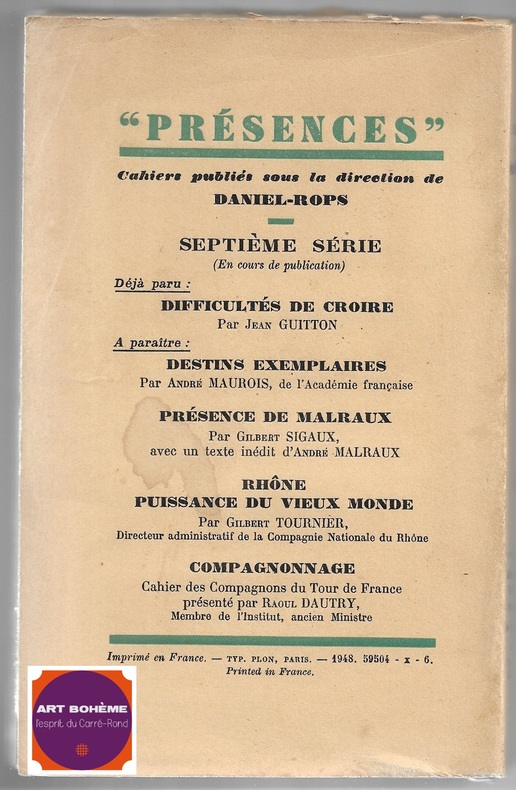 “PRÉSENCES”
Cahiers publiés sous la direction de
DANIEL-ROPS
SEPTIÈME SÉRIE
(En cours de publication)
Déjà paru :
DIFFICULTÉS DE CROIRE
Par Jean GUITTON
A paraître :
DESTINS EXEMPLAIRES
Par André MAUROIS, de l'Académie française
PRÉSENCE DE MALRAUX
Par Gilbert SIGAUX,
avec un texte inédit d'André MALRAUX
RHÔNE
PUISSANCE DU VIEUX MONDE
Par Gilbert TOURNIER,
Directeur administratif de la Compagnie Nationale du Rhône
COMPAGNONNAGE
Cahier des Compagnons du Tour de France
présenté par Raoul DAUTRY,
Membre de l'Institut, ancien Ministre
Imprimé en France. — TYP. PLON, PARIS. — 1948. 59504 - x - 6.
Printed in France.
ART BOHÈME
l'esprit du Carré-Rond